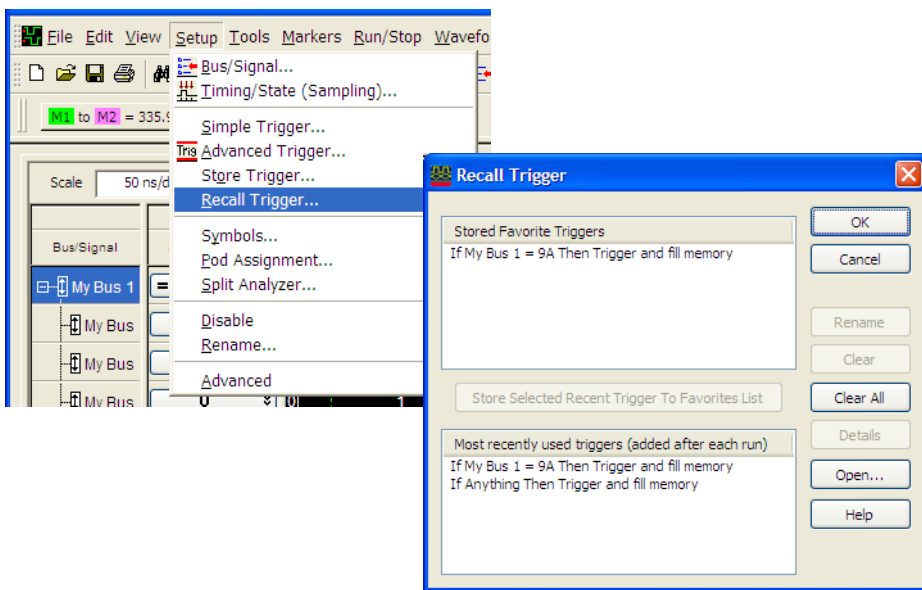 File Edit View Setup Tools Markers Run/Stop Wavefo
Bus/Signal...
Timing/State (Sampling)...
M1 to M2 = 335.9
Simple Trigger...
Trig Advanced Trigger...
Store Trigger...
Recall Trigger...
Scale 50 ns/d
Symbols...
Pod Assignment...
Split Analyzer...
Bus/Signal
My Bus 1 =
Disable
Rename...
My Bus
My Bus
Advanced
My Bus 0 1
Recall Trigger
Stored Favorite Triggers
If My Bus 1 = 9A Then Trigger and fill memory
OK
Cancel
Rename
Clear
Store Selected Recent Trigger To Favorites List
Clear All
Most recently used triggers (added after each run)
Details
If My Bus 1 = 9A Then Trigger and fill memory
If Anything Then Trigger and fill memory
Open...
Help